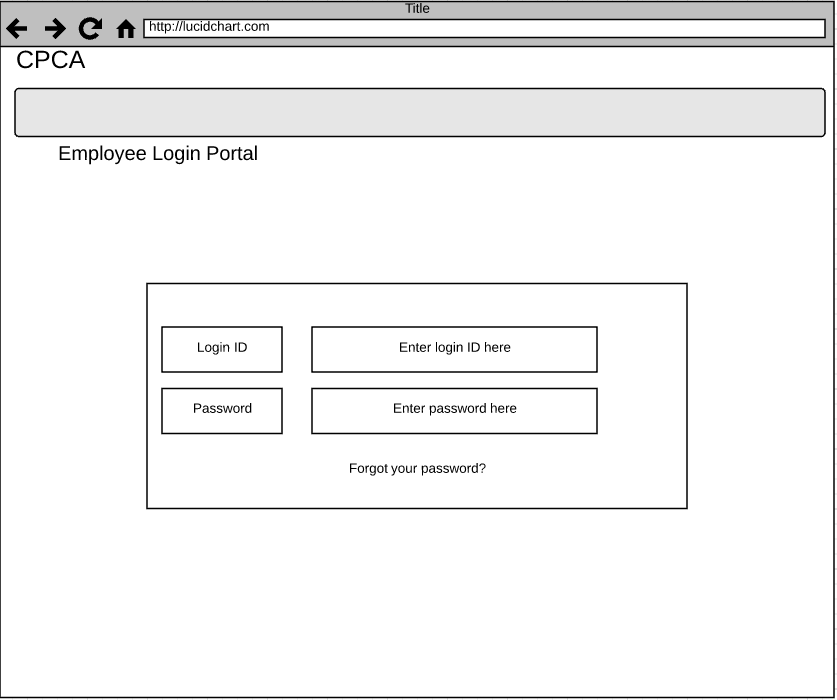 Title
http://lucidchart.com
CPCA
Employee Login Portal
Login ID
Enter login ID here
Password
Enter password here
Forgot your password?